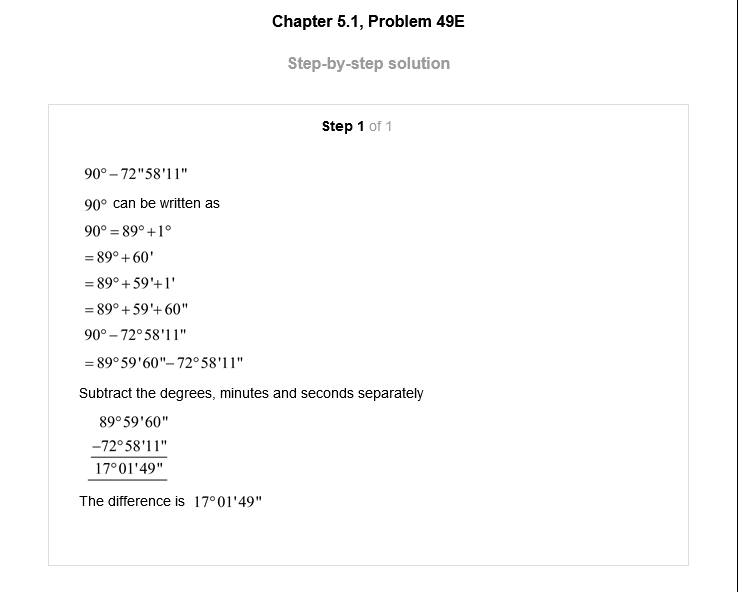 Chapter 5.1, Problem 49E
Step-by-step solution
Step 1 of 1
90° – 72"58'11"
90° can be written as
90° = 89° + 1°
= 89° + 60'
= 89° + 59'+1'
= 89° + 59'+ 60"
90° – 72° 58'11"
= 89° 59'60"– 72° 58'11"
Subtract the degrees, minutes and seconds separately
89° 59'60"
–72° 58'11"
17° 01'49"
The difference is 17° 01'49"